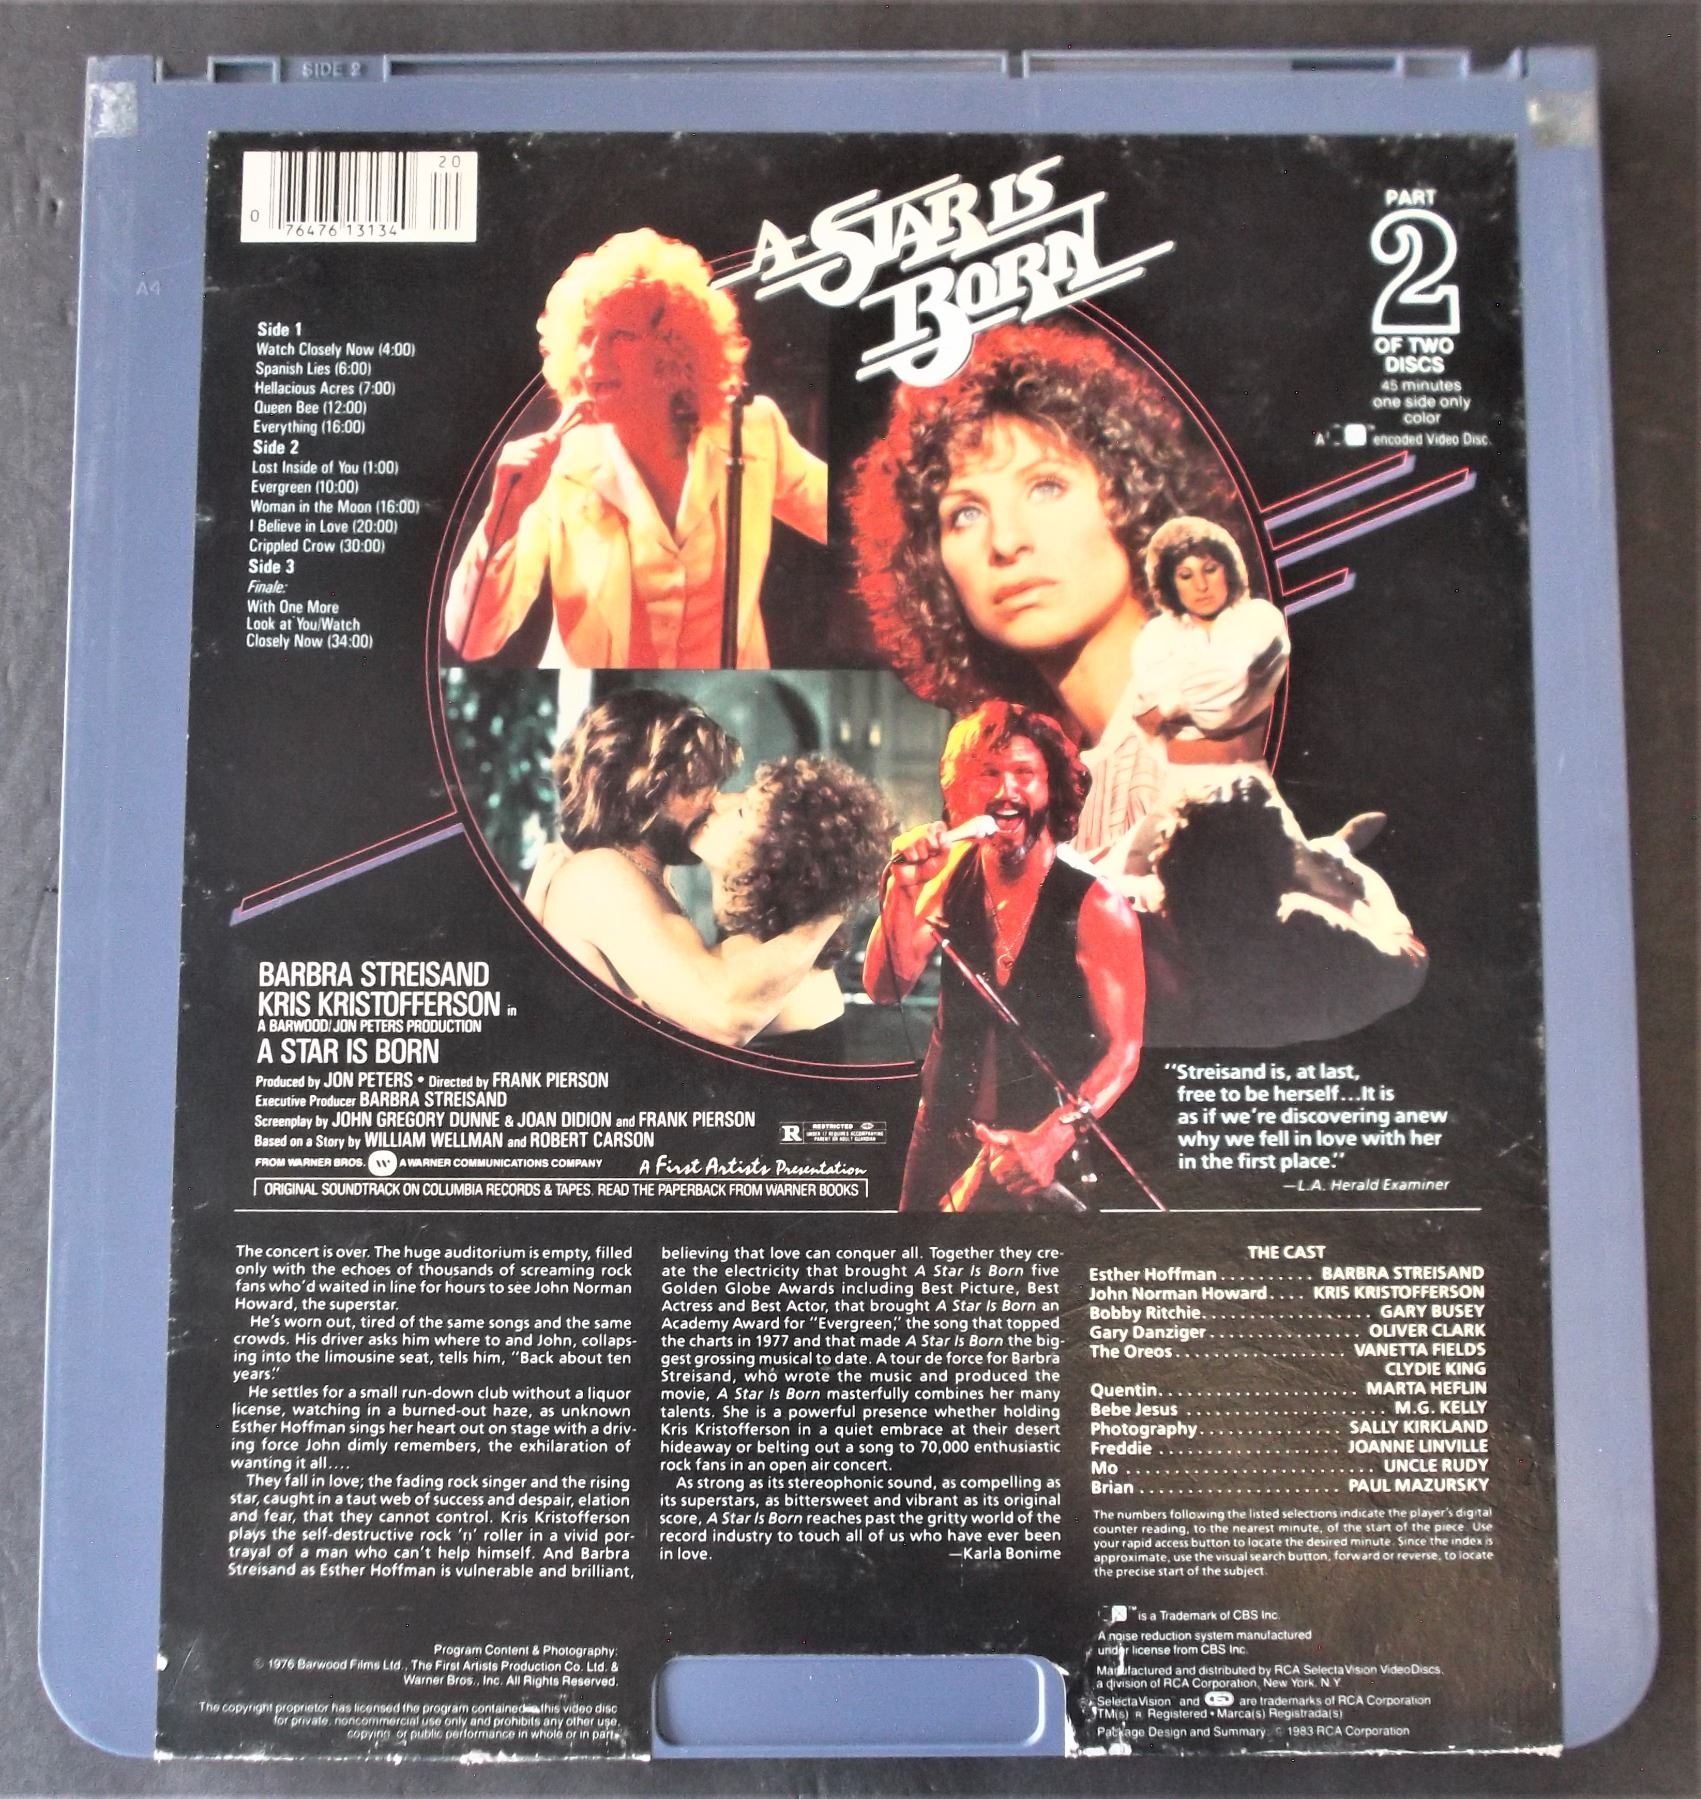 SIDE 2
A4
20
0
76476 13134
A STAR IS
BORN
PART
2
OF TWO
DISCS
45 minutes
one side only
color
encoded Video Disc.
Side 1
Watch Closely Now (4:00)
Spanish Lies (6:00)
Hellacious Acres (7:00)
Queen Bee (12:00)
Everything (16:00)
Side 2
Lost Inside of You (1:00)
Evergreen (10:00)
Woman in the Moon (16:00)
I Believe in Love (20:00)
Crippled Crow (30:00)
Side 3
Finale:
With One More
Look at You/Watch
Closely Now (34:00)
BARBRA STREISAND
KRIS KRISTOFFERSON in
A BARWOOD/JON PETERS PRODUCTION
A STAR IS BORN
Produced by JON PETERS • Directed by FRANK PIERSON
Executive Producer BARBRA STREISAND
Screenplay by JOHN GREGORY DUNNE & JOAN DIDION and FRANK PIERSON
Based on a Story by WILLIAM WELLMAN and ROBERT CARSON
R RESTRICTED
UNDER 17 REQUIRES ACCOMPANYING
PARENT OR ADULT GUARDIAN
FROM WARNER BROS. A WARNER COMMUNICATIONS COMPANY A First Artists Presentation
ORIGINAL SOUNDTRACK ON COLUMBIA RECORDS & TAPES. READ THE PAPERBACK FROM WARNER BOOKS
"Streisand is, at last,
free to be herself...It is
as if we're discovering anew
why we fell in love with her
in the first place."
—L.A. Herald Examiner
The concert is over. The huge auditorium is empty, filled
only with the echoes of thousands of screaming rock
fans who'd waited in line for hours to see John Norman
Howard, the superstar.
He's worn out, tired of the same songs and the same
crowds. His driver asks him where to and John, collaps-
ing into the limousine seat, tells him, "Back about ten
years."
He settles for a small run-down club without a liquor
license, watching in a burned-out haze, as unknown
Esther Hoffman sings her heart out on stage with a driv-
ing force John dimly remembers, the exhilaration of
wanting it all....
They fall in love; the fading rock singer and the rising
star, caught in a taut web of success and despair, elation
and fear, that they cannot control. Kris Kristofferson
plays the self-destructive rock 'n' roller in a vivid por-
trayal of a man who can't help himself. And Barbra
Streisand as Esther Hoffman is vulnerable and brilliant,
believing that love can conquer all. Together they cre-
ate the electricity that brought A Star Is Born five
Golden Globe Awards including Best Picture, Best
Actress and Best Actor, that brought A Star Is Born an
Academy Award for "Evergreen," the song that topped
the charts in 1977 and that made A Star Is Born the big-
gest grossing musical to date. A tour de force for Barbra
Streisand, who wrote the music and produced the
movie, A Star Is Born masterfully combines her many
talents. She is a powerful presence whether holding
Kris Kristofferson in a quiet embrace at their desert
hideaway or belting out a song to 70,000 enthusiastic
rock fans in an open air concert.
As strong as its stereophonic sound, as compelling as
its superstars, as bittersweet and vibrant as its original
score, A Star Is Born reaches past the gritty world of the
record industry to touch all of us who have ever been
in love. —Karla Bonime
THE CAST
Esther Hoffman .......... BARBRA STREISAND
John Norman Howard .... KRIS KRISTOFFERSON
Bobby Ritchie ................. GARY BUSEY
Gary Danziger ................ OLIVER CLARK
The Oreos ................... VANETTA FIELDS
CLYDIE KING
Quentin ..................... MARTA HEFLIN
Bebe Jesus ..................... M.G. KELLY
Photography .............. SALLY KIRKLAND
Freddie ................... JOANNE LINVILLE
Mo ......................... UNCLE RUDY
Brian ..................... PAUL MAZURSKY
The numbers following the listed selections indicate the player's digital
counter reading, to the nearest minute, of the start of the piece. Use
your rapid access button to locate the desired minute. Since the index is
approximate, use the visual search button, forward or reverse, to locate
the precise start of the subject.
™ is a Trademark of CBS Inc.
A noise reduction system manufactured
under license from CBS Inc.
Manufactured and distributed by RCA SelectaVision VideoDiscs,
a division of RCA Corporation, New York, N.Y.
SelectaVision and CED are trademarks of RCA Corporation
TM(s) ® Registered • Marca(s) Registrada(s)
Package Design and Summary © 1983 RCA Corporation
Program Content & Photography:
© 1976 Barwood Films Ltd., The First Artists Production Co. Ltd. &
Warner Bros., Inc. All Rights Reserved.
The copyright proprietor has licensed the program contained in this video disc
for private, noncommercial use only and prohibits any other use,
copying, or public performance in whole or in part.